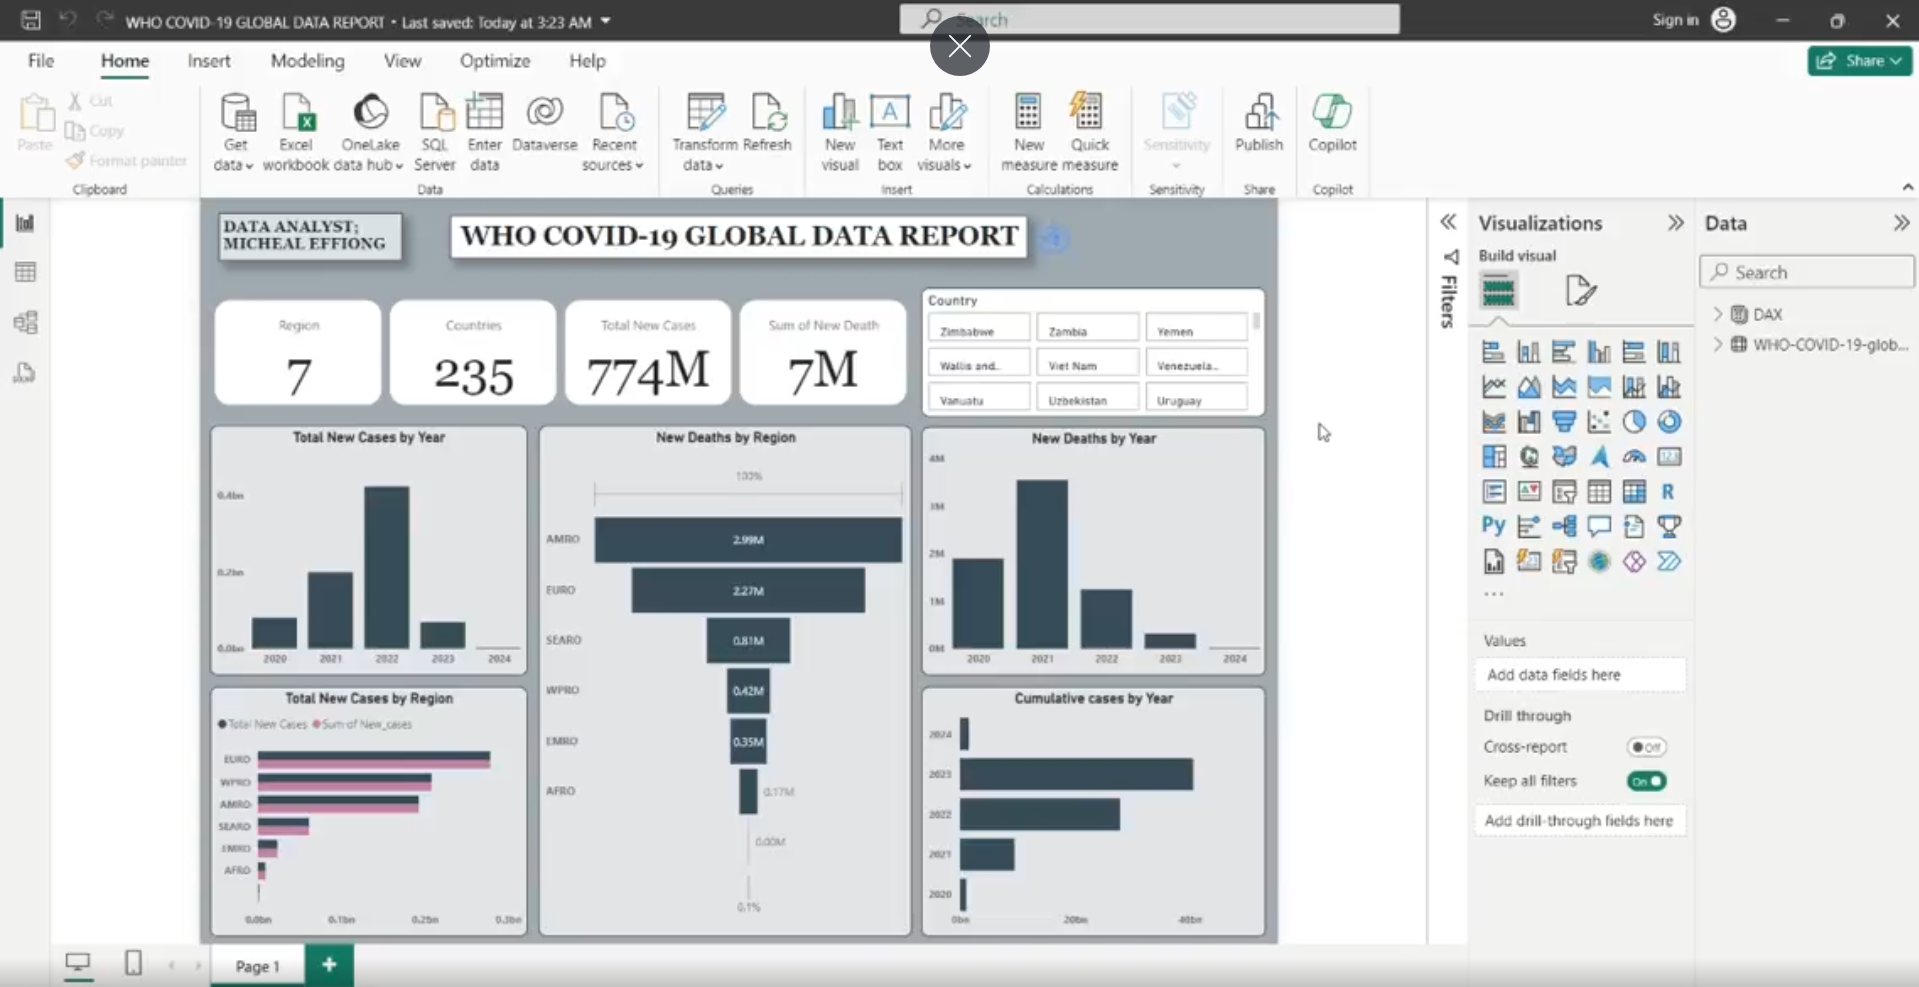 WHO COVID-19 GLOBAL DATA REPORT • Last saved: Today at 3:23 AM
Search
Sign in
File Home Insert Modeling View Optimize Help
Share
Paste
Cut
Copy
Format painter
Clipboard
Get data
Excel workbook
OneLake data hub
SQL Server
Enter data
Dataverse
Recent sources
Data
Transform data
Refresh
Queries
New visual
Text box
More visuals
Insert
New measure
Quick measure
Calculations
Sensitivity
Sensitivity
Publish
Share
Copilot
Copilot
DATA ANALYST;
MICHEAL EFFIONG
WHO COVID-19 GLOBAL DATA REPORT
Region
7
Countries
235
Total New Cases
774M
Sum of New Death
7M
Country
Zimbabwe Zambia Yemen
Wallis and.. Viet Nam Venezuela...
Vanuatu Uzbekistan Uruguay
Total New Cases by Year
0.4bn
0.2bn
0.0bn
2020 2021 2022 2023 2024
New Deaths by Region
100%
AMRO 2.99M
EURO 2.27M
SEARO 0.81M
WPRO 0.42M
EMRO 0.35M
AFRO 0.17M
0.00M
0.1%
New Deaths by Year
4M
3M
2M
1M
0M
2020 2021 2022 2023 2024
Total New Cases by Region
Total New Cases Sum of New_cases
EURO
WPRO
AMRO
SEARO
EMRO
AFRO
0.0bn 0.1bn 0.2bn 0.3bn
Cumulative cases by Year
2024
2023
2022
2021
2020
0bn 20bn 40bn
Filters
Visualizations
Build visual
R
Py
...
Values
Add data fields here
Drill through
Cross-report Off
Keep all filters On
Add drill-through fields here
Data
Search
DAX
WHO-COVID-19-glob...
Page 1